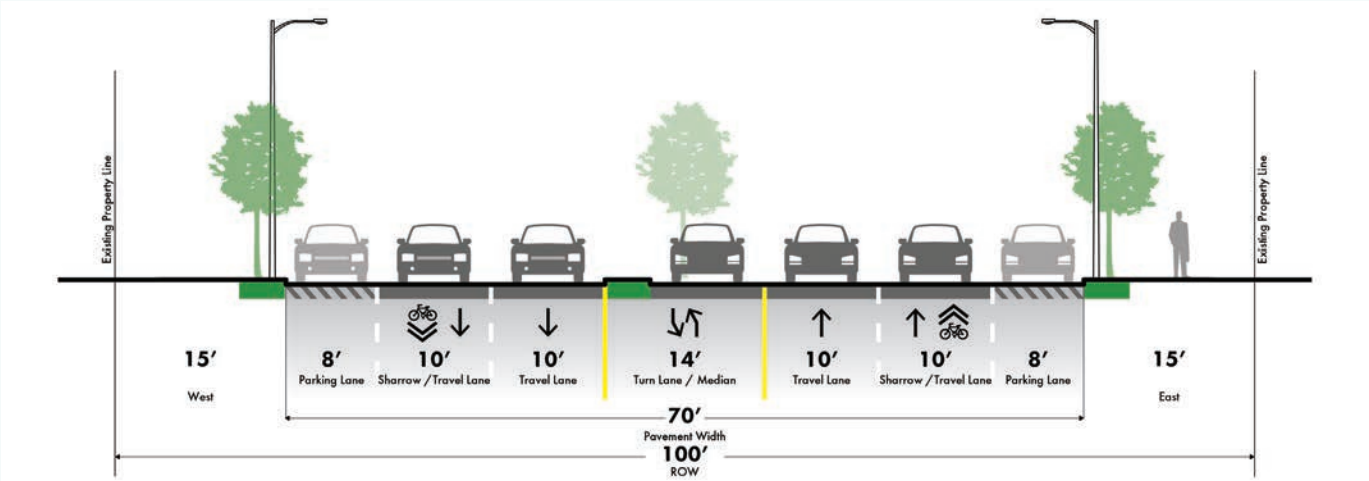 Existing Property Line
Existing Property Line
15′
West
8′
Parking Lane
10′
Sharrow /Travel Lane
10′
Travel Lane
14′
Turn Lane / Median
10′
Travel Lane
10′
Sharrow /Travel Lane
8′
Parking Lane
15′
East
70′
Pavement Width
100′
ROW